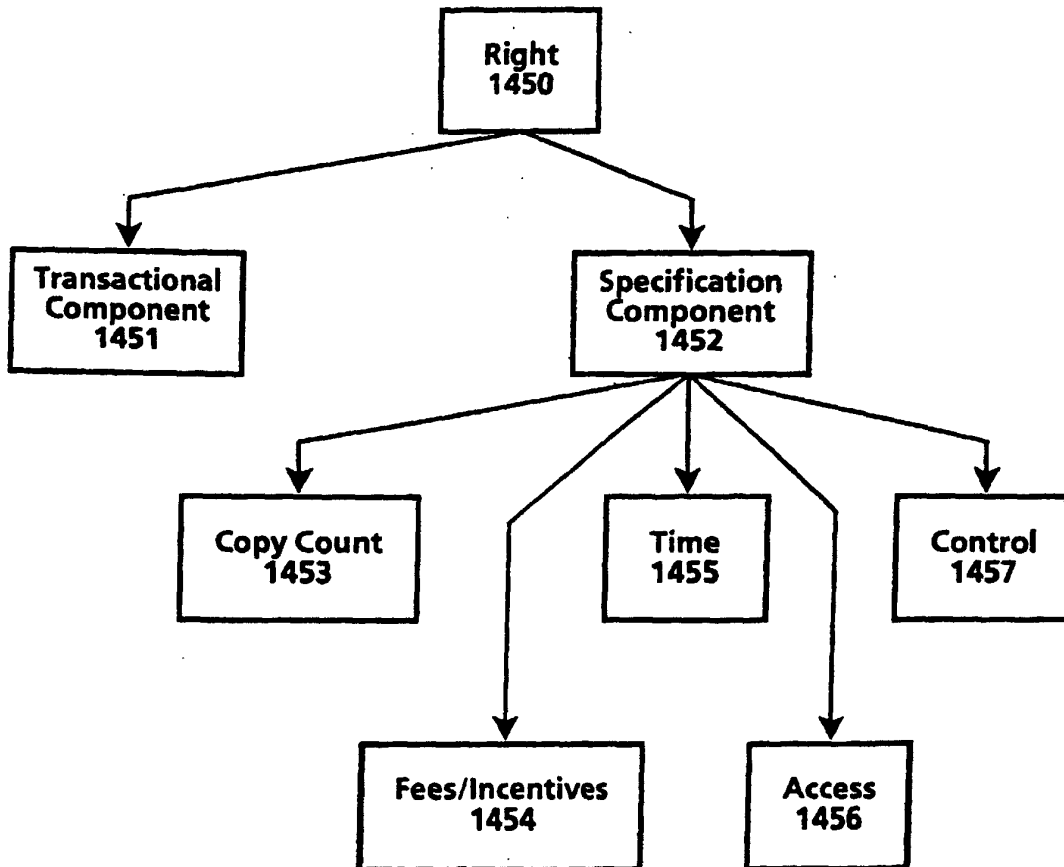 Right
1450
Transactional
Component
1451
Specification
Component
1452
Copy Count
1453
Time
1455
Control
1457
Fees/Incentives
1454
Access
1456